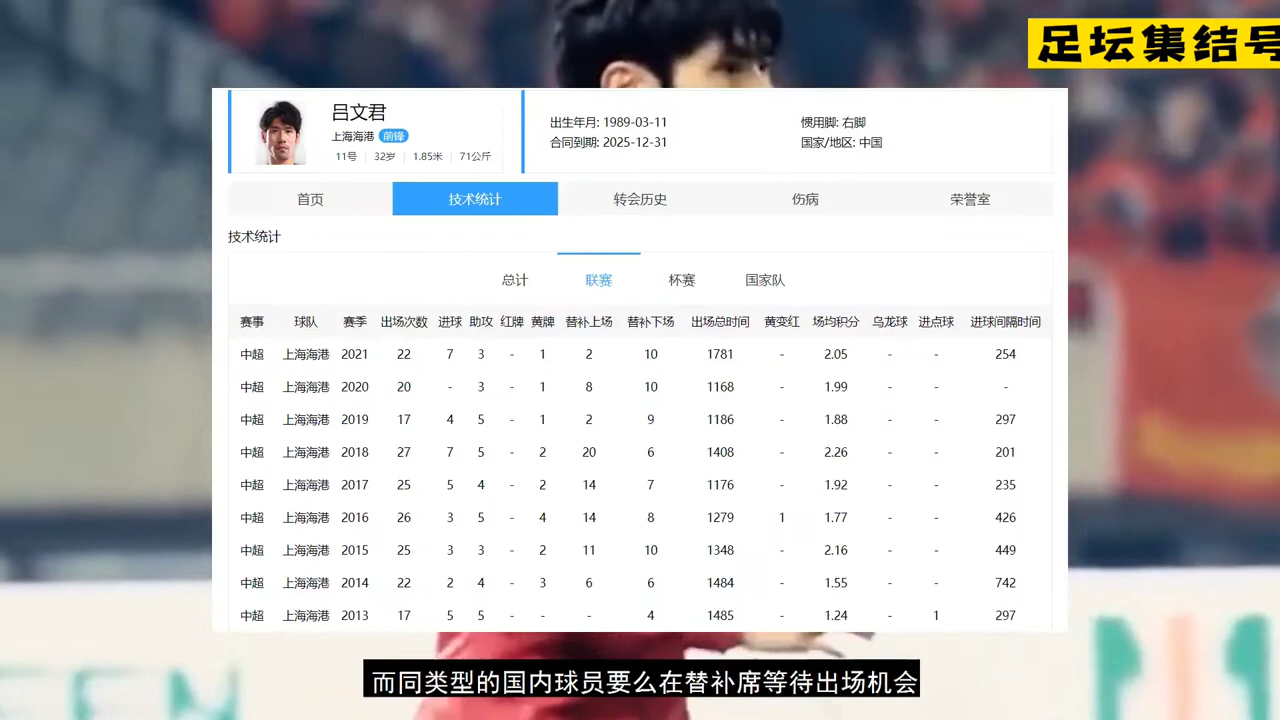 足坛集结号
吕文君
上海海港 前锋
11号 32岁 1.85米 71公斤
出生年月: 1989-03-11 惯用脚: 右脚
合同到期: 2025-12-31 国家/地区: 中国
首页 技术统计 转会历史 伤病 荣誉室
技术统计
总计 联赛 杯赛 国家队
赛事 球队 赛季 出场次数 进球 助攻 红牌 黄牌 替补上场 替补下场 出场总时间 黄变红 场均积分 乌龙球 进点球 进球间隔时间
中超 上海海港 2021 22 7 3 - 1 2 10 1781 - 2.05 - - 254
中超 上海海港 2020 20 - 3 - 1 8 10 1168 - 1.99 - - -
中超 上海海港 2019 17 4 5 - 1 2 9 1186 - 1.88 - - 297
中超 上海海港 2018 27 7 5 - 2 20 6 1408 - 2.26 - - 201
中超 上海海港 2017 25 5 4 - 2 14 7 1176 - 1.92 - - 235
中超 上海海港 2016 26 3 5 - 4 14 8 1279 1 1.77 - - 426
中超 上海海港 2015 25 3 3 - 2 11 10 1348 - 2.16 - - 449
中超 上海海港 2014 22 2 4 - 3 6 6 1484 - 1.55 - - 742
中超 上海海港 2013 17 5 5 - - - 4 1485 - 1.24 - 1 297
而同类型的国内球员要么在替补席等待出场机会